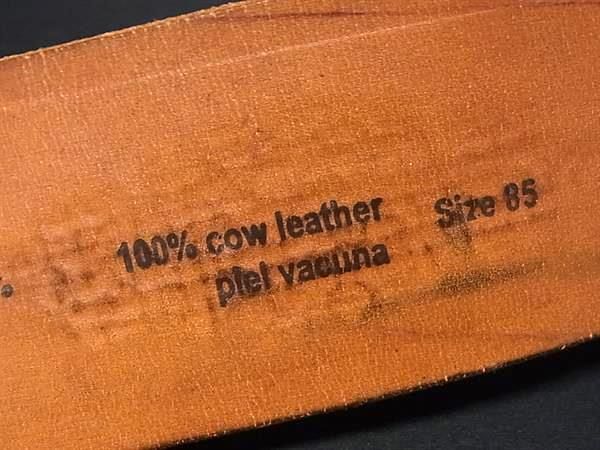 100% cow leather Size 85
piel vacuna